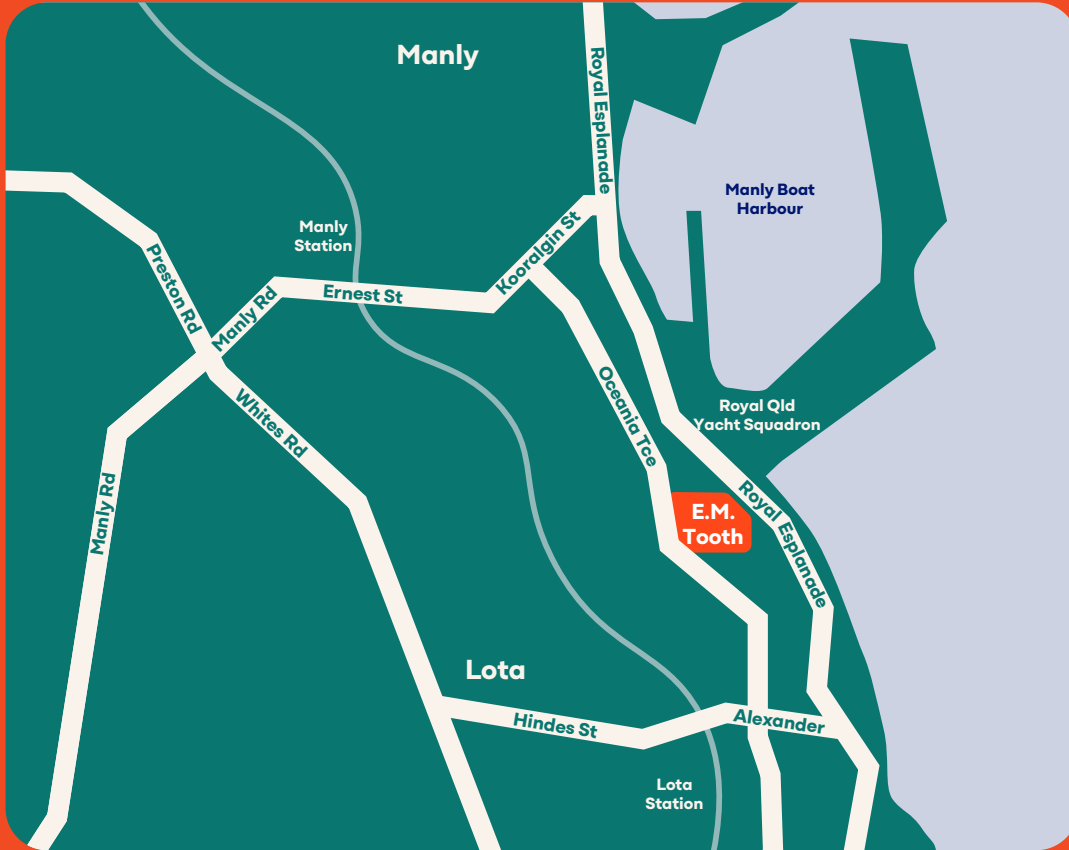 Manly
Royal Esplanade
Manly Boat
Harbour
Manly
Station
Kooralgin St
Preston Rd
Manly Rd
Ernest St
Whites Rd
Oceania Tce
Royal Qld
Yacht Squadron
Manly Rd
E.M.
Tooth
Royal Esplanade
Lota
Hindes St
Alexander
Lota
Station